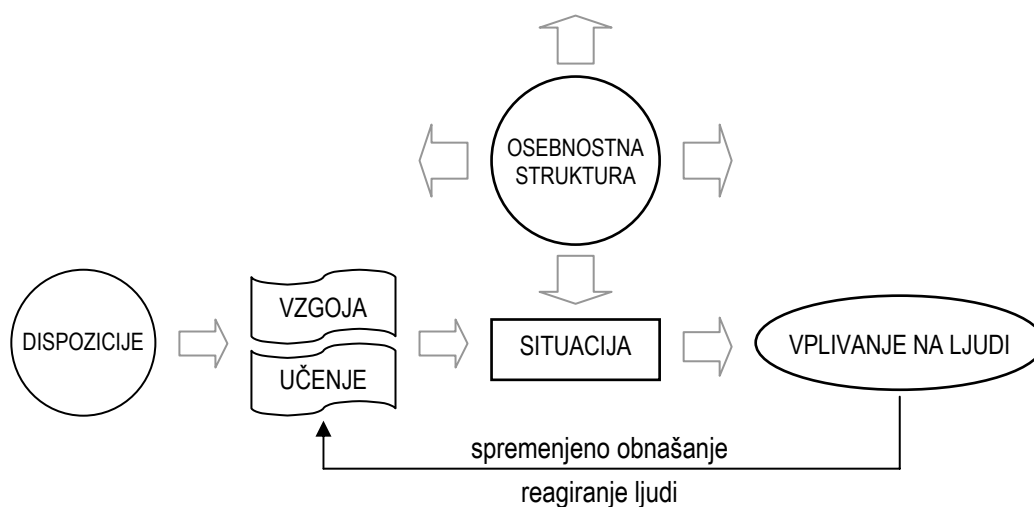 OSEBNOSTNA
STRUKTURA
DISPOZICIJE
VZGOJA
UČENJE
SITUACIJA
VPLIVANJE NA LJUDI
spremenjeno obnašanje
reagiranje ljudi